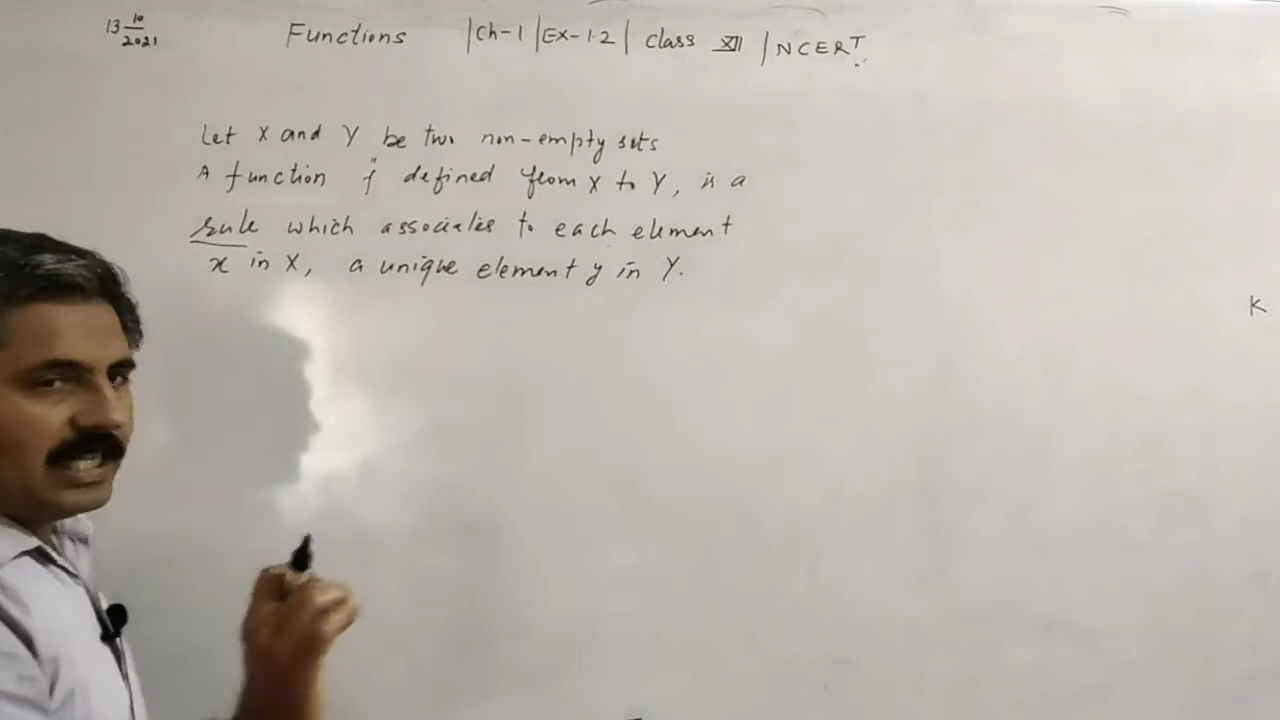 13 10/2021
Functions |Ch-1 |Ex-1.2| Class XII | NCERT
Let X and Y be two non-empty sets
A function "f" defined from X to Y, is a
rule which associates to each element
x in X, a unique element y in Y.
K